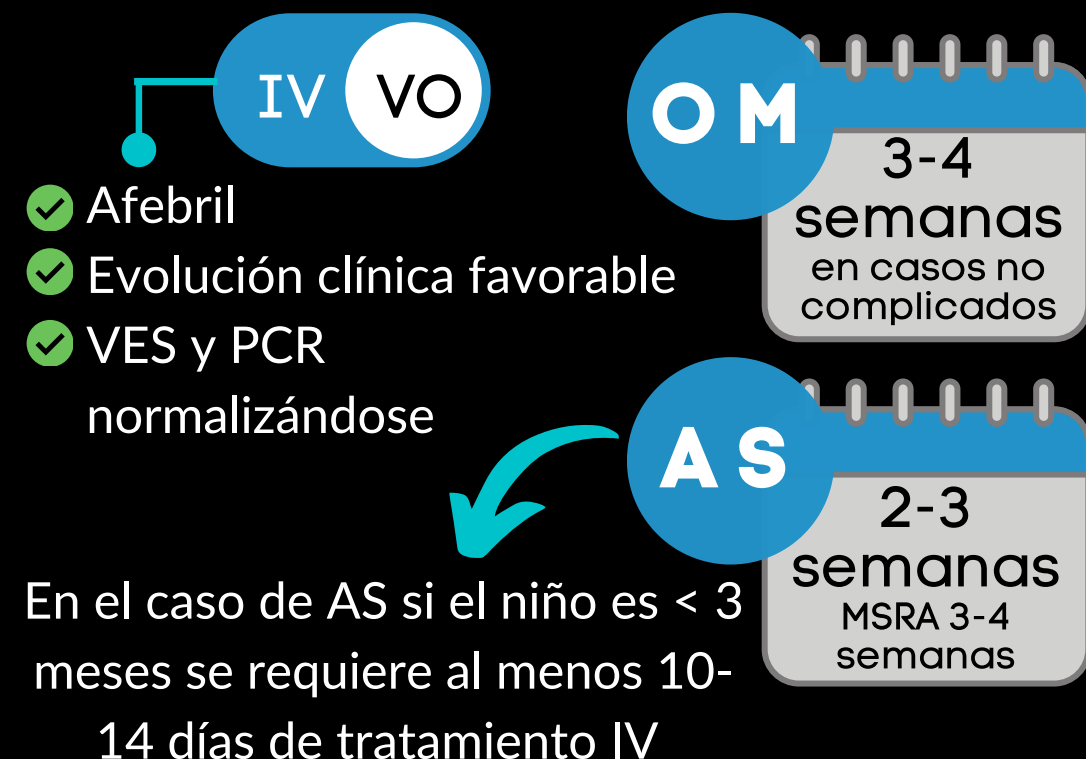 IV VO
Afebril
Evolución clínica favorable
VES y PCR
normalizándose
O M
3-4
semanas
en casos no
complicados
A S
2-3
semanas
MSRA 3-4
semanas
En el caso de AS si el niño es < 3
meses se requiere al menos 10-
14 días de tratamiento IV